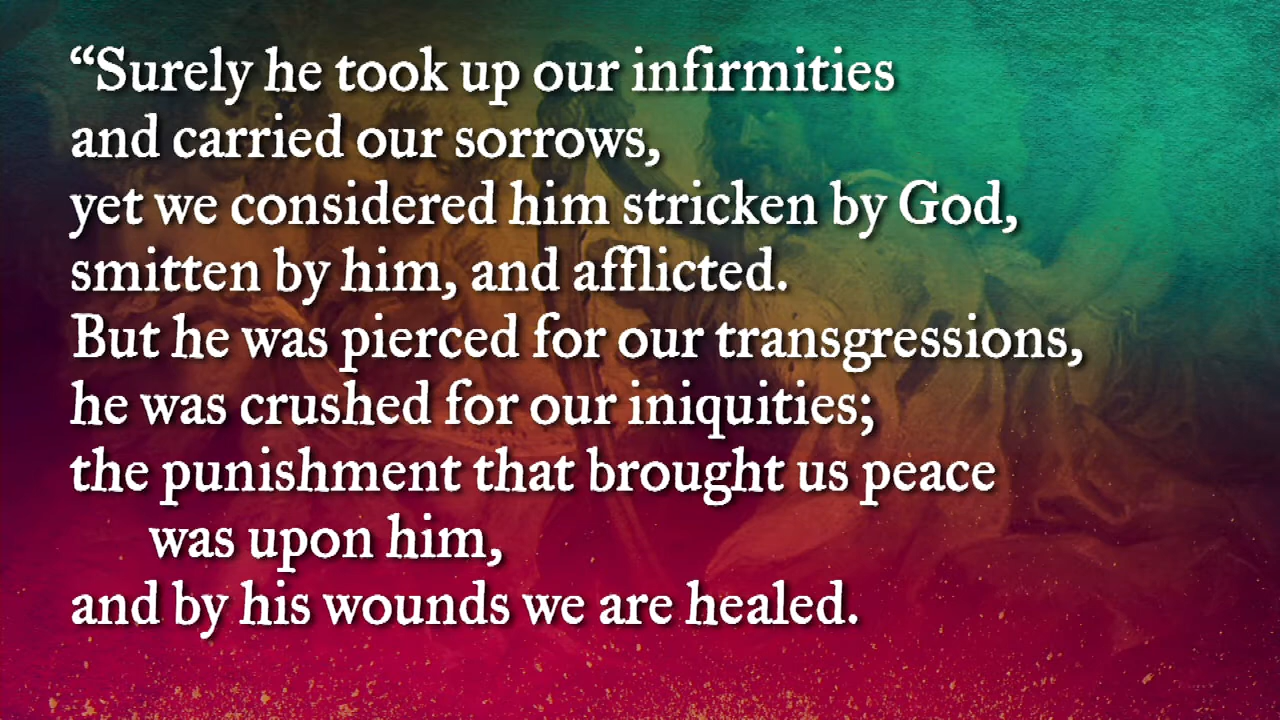 “Surely he took up our infirmities
and carried our sorrows,
yet we considered him stricken by God,
smitten by him, and afflicted.
But he was pierced for our transgressions,
he was crushed for our iniquities;
the punishment that brought us peace
was upon him,
and by his wounds we are healed.